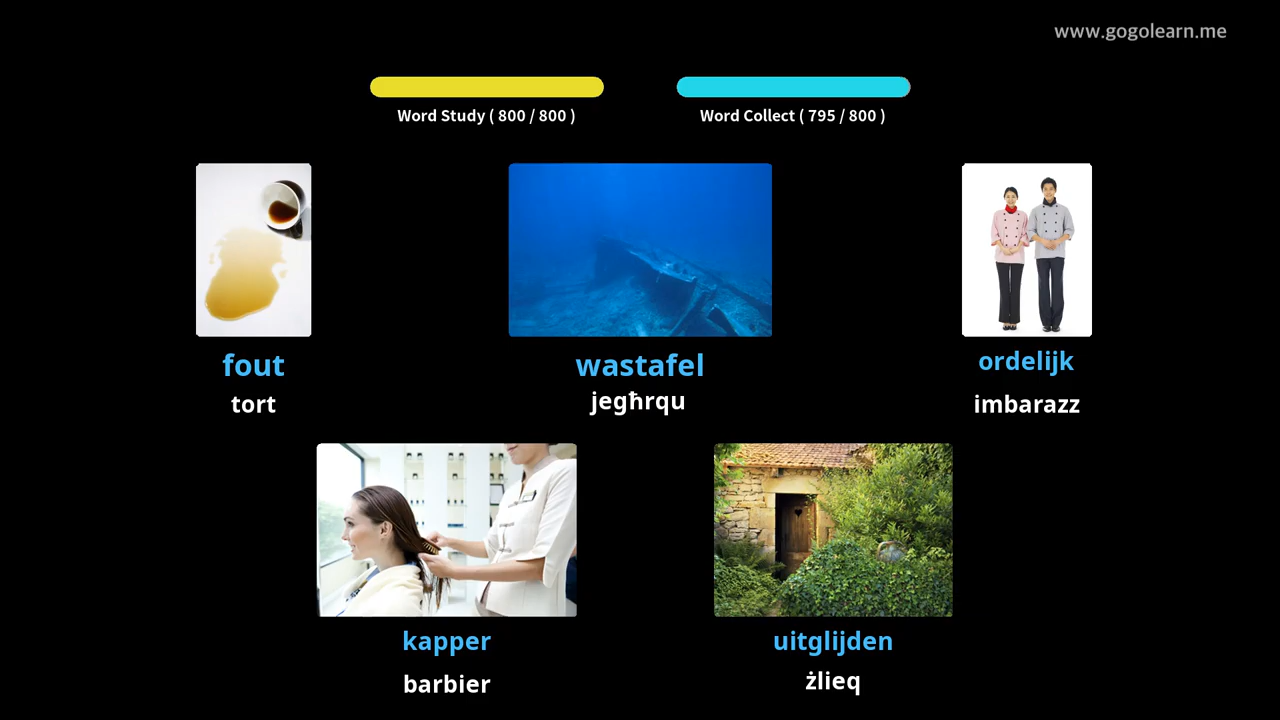 www.gogolearn.me
Word Study ( 800 / 800 )
Word Collect ( 795 / 800 )
fout
tort
wastafel
jegħrqu
ordelijk
imbarazz
kapper
barbier
uitglijden
żlieq